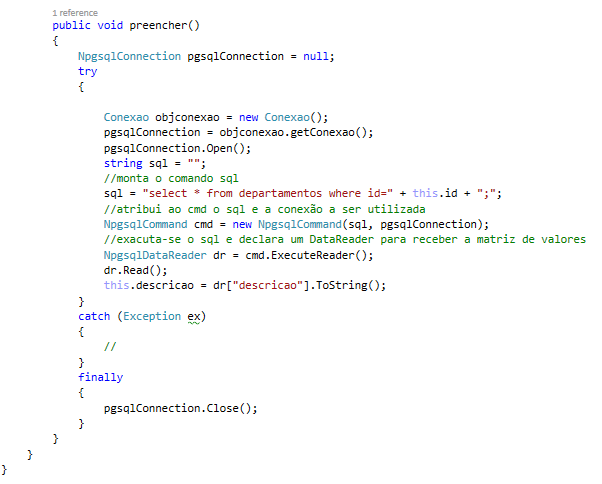 1 reference
public void preencher()
{
NpgsqlConnection pgsqlConnection = null;
try
{
Conexao objconexao = new Conexao();
pgsqlConnection = objconexao.getConexao();
pgsqlConnection.Open();
string sql = "";
//monta o comando sql
sql = "select * from departamentos where id=" + this.id + ";";
//atribui ao cmd o sql e a conexão a ser utilizada
NpgsqlCommand cmd = new NpgsqlCommand(sql, pgsqlConnection);
//exacuta-se o sql e declara um DataReader para receber a matriz de valores
NpgsqlDataReader dr = cmd.ExecuteReader();
dr.Read();
this.descricao = dr["descricao"].ToString();
}
catch (Exception ex)
{
//
}
finally
{
pgsqlConnection.Close();
}
}
}
}